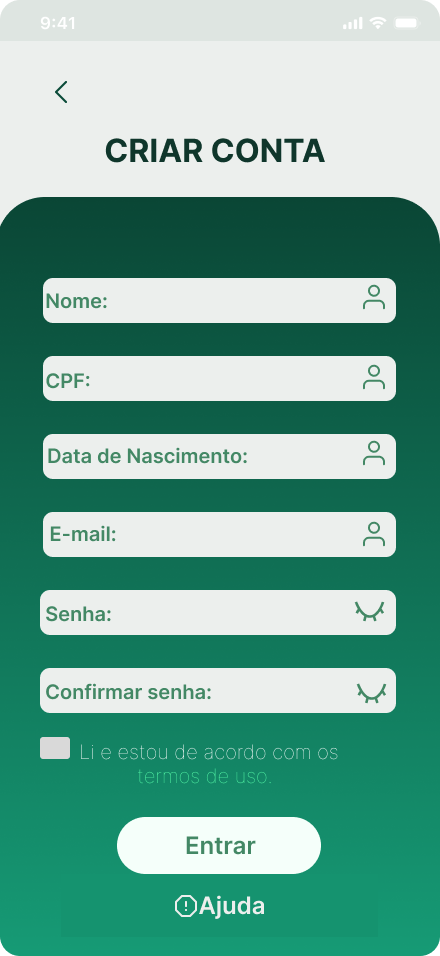 9:41
CRIAR CONTA
Nome:
CPF:
Data de Nascimento:
E-mail:
Senha:
Confirmar senha:
Li e estou de acordo com os
termos de uso.
Entrar
Ajuda